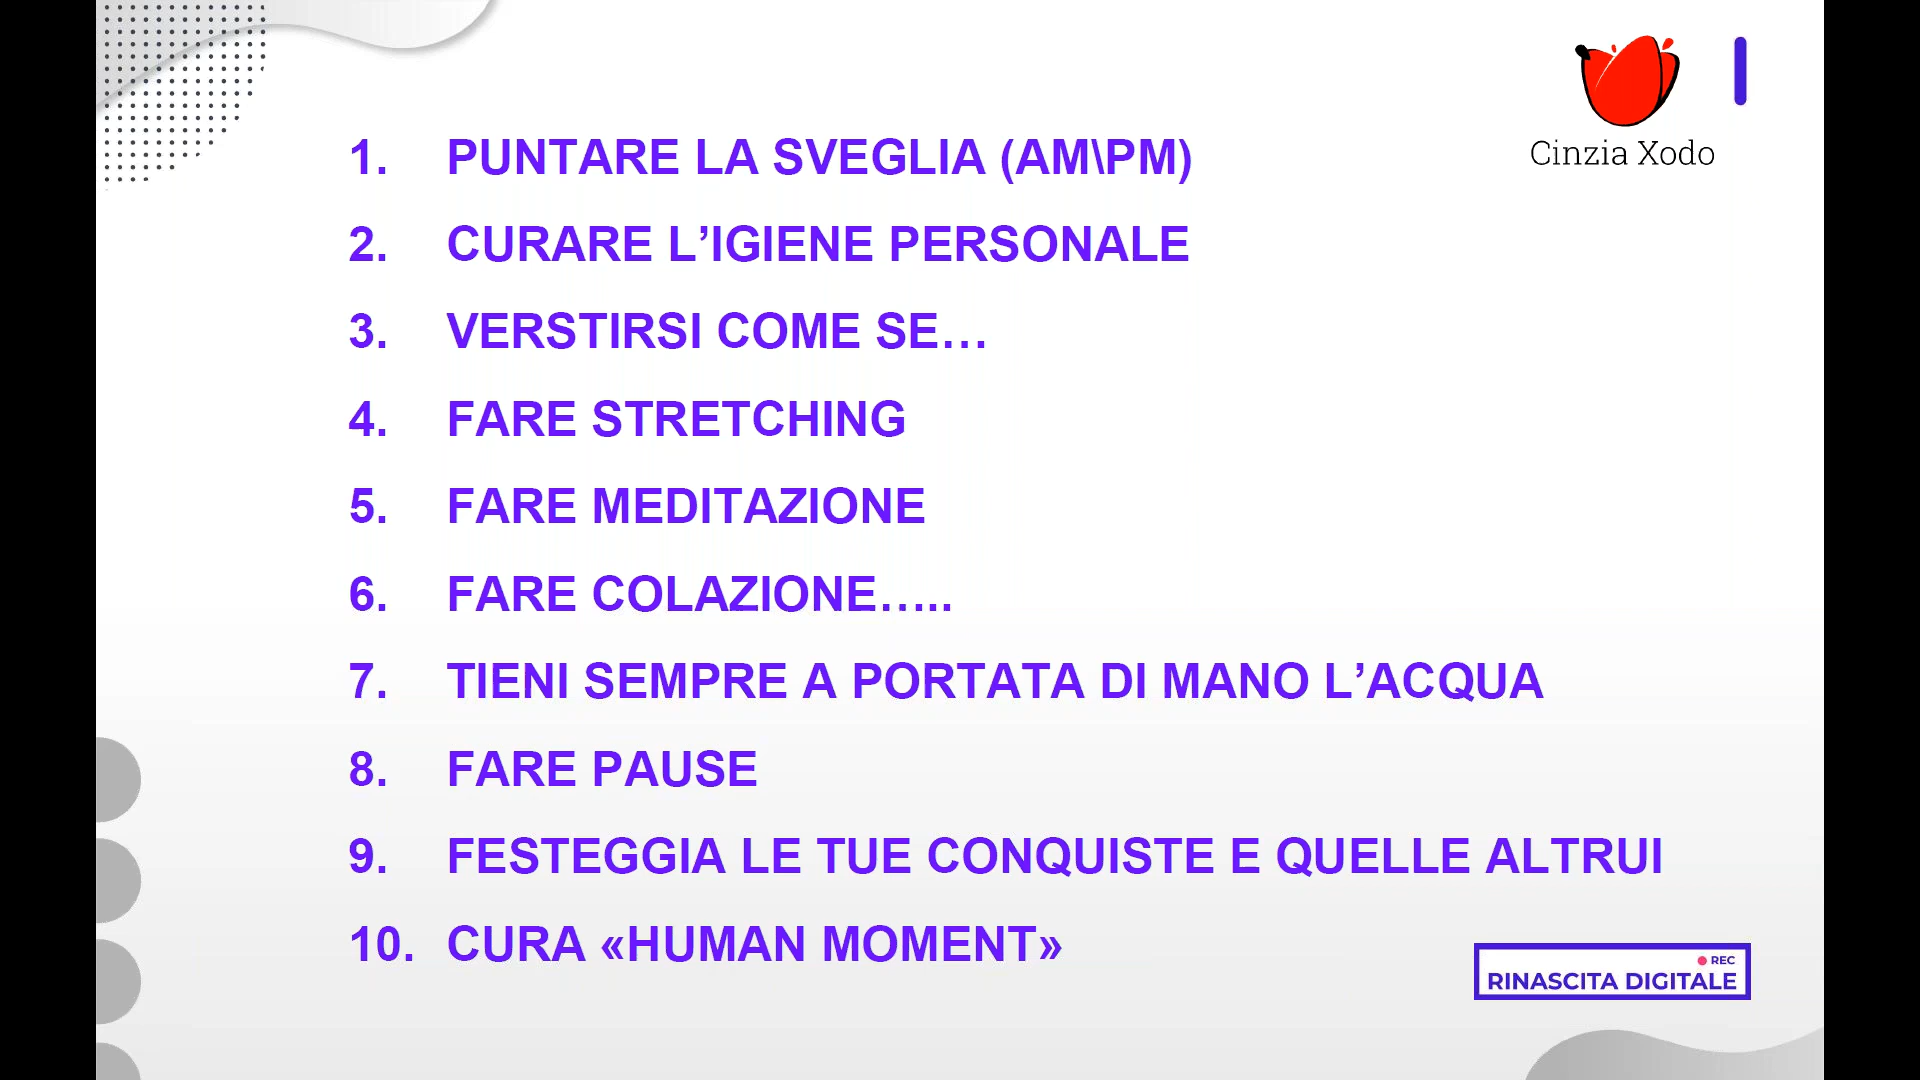 Cinzia Xodo
1. PUNTARE LA SVEGLIA (AM\PM)
2. CURARE L’IGIENE PERSONALE
3. VERSTIRSI COME SE…
4. FARE STRETCHING
5. FARE MEDITAZIONE
6. FARE COLAZIONE…..
7. TIENI SEMPRE A PORTATA DI MANO L’ACQUA
8. FARE PAUSE
9. FESTEGGIA LE TUE CONQUISTE E QUELLE ALTRUI
10. CURA «HUMAN MOMENT»
REC
RINASCITA DIGITALE